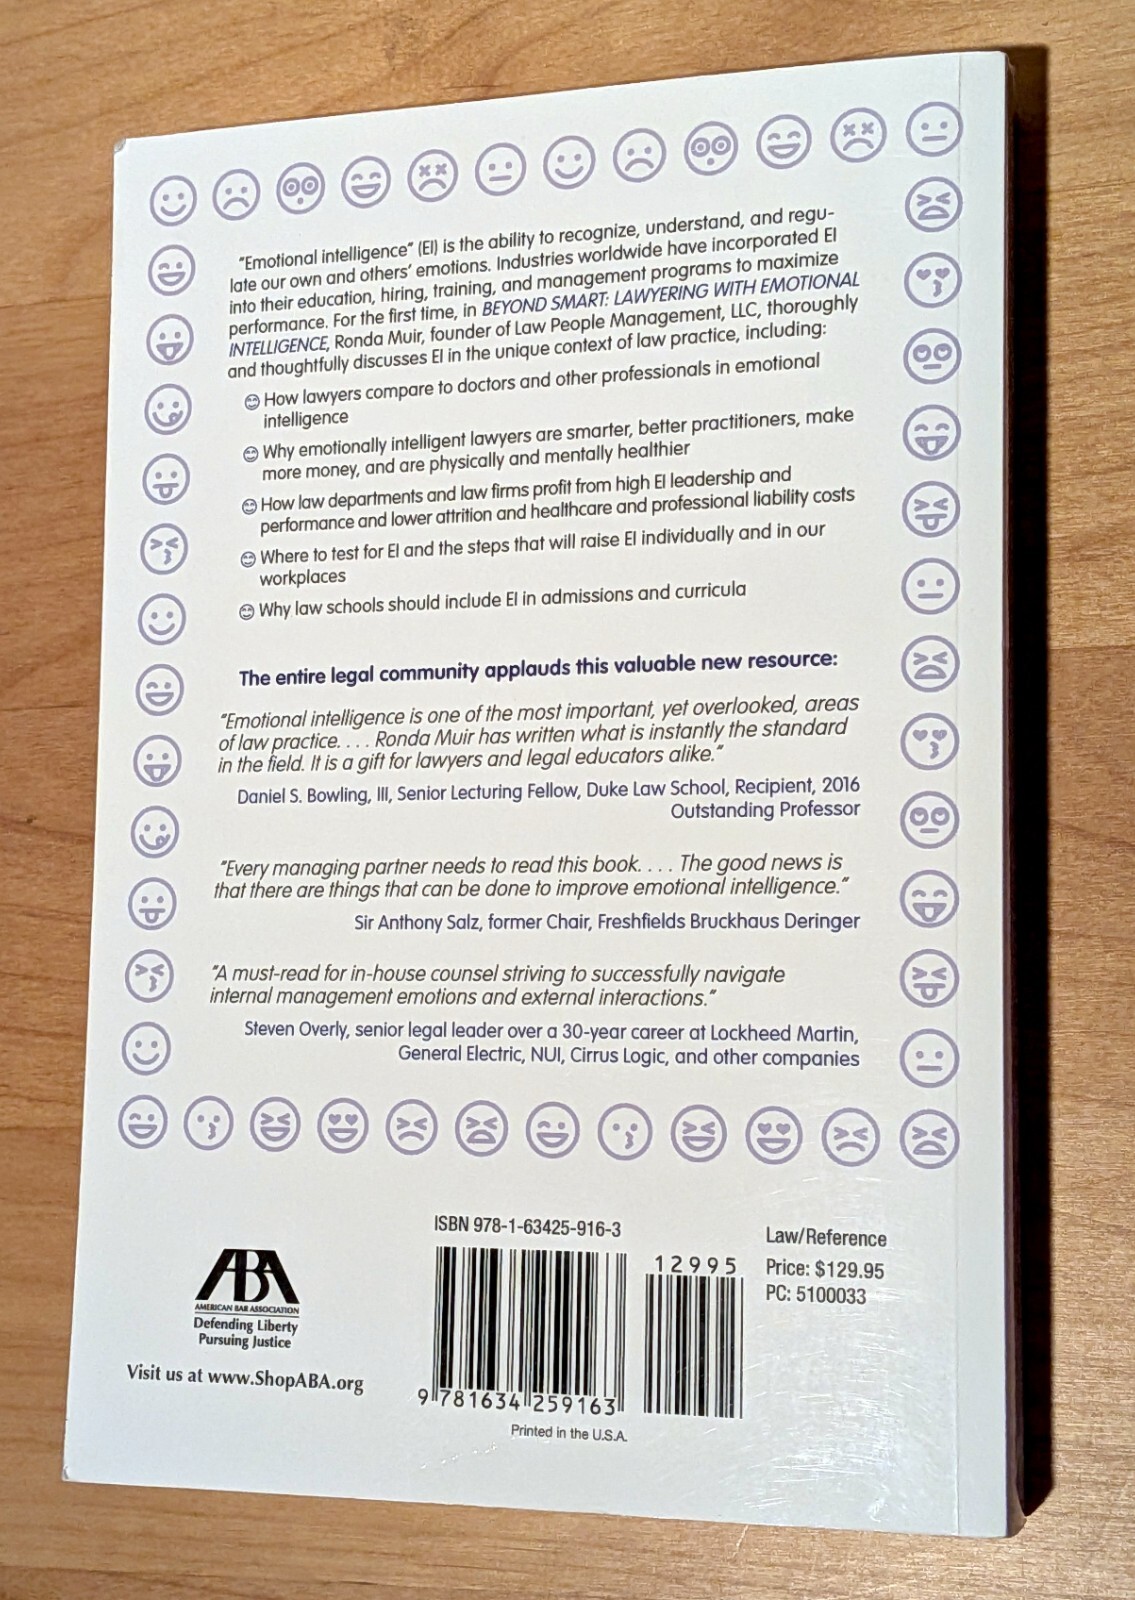 “Emotional intelligence” (EI) is the ability to recognize, understand, and regu-
late our own and others’ emotions. Industries worldwide have incorporated EI
into their education, hiring, training, and management programs to maximize
performance. For the first time, in BEYOND SMART: LAWYERING WITH EMOTIONAL
INTELLIGENCE, Ronda Muir, founder of Law People Management, LLC, thoroughly
and thoughtfully discusses EI in the unique context of law practice, including:
How lawyers compare to doctors and other professionals in emotional
intelligence
Why emotionally intelligent lawyers are smarter, better practitioners, make
more money, and are physically and mentally healthier
How law departments and law firms profit from high EI leadership and
performance and lower attrition and healthcare and professional liability costs
Where to test for EI and the steps that will raise EI individually and in our
workplaces
Why law schools should include EI in admissions and curricula
The entire legal community applauds this valuable new resource:
“Emotional intelligence is one of the most important, yet overlooked, areas
of law practice. . . . Ronda Muir has written what is instantly the standard
in the field. It is a gift for lawyers and legal educators alike.”
Daniel S. Bowling, III, Senior Lecturing Fellow, Duke Law School, Recipient, 2016
Outstanding Professor
“Every managing partner needs to read this book. . . . The good news is
that there are things that can be done to improve emotional intelligence.”
Sir Anthony Salz, former Chair, Freshfields Bruckhaus Deringer
“A must-read for in-house counsel striving to successfully navigate
internal management emotions and external interactions.”
Steven Overly, senior legal leader over a 30-year career at Lockheed Martin,
General Electric, NUI, Cirrus Logic, and other companies
ABA
AMERICAN BAR ASSOCIATION
Defending Liberty
Pursuing Justice
Visit us at www.ShopABA.org
ISBN 978-1-63425-916-3
12995
9 781634 259163
Printed in the U.S.A.
Law/Reference
Price: $129.95
PC: 5100033